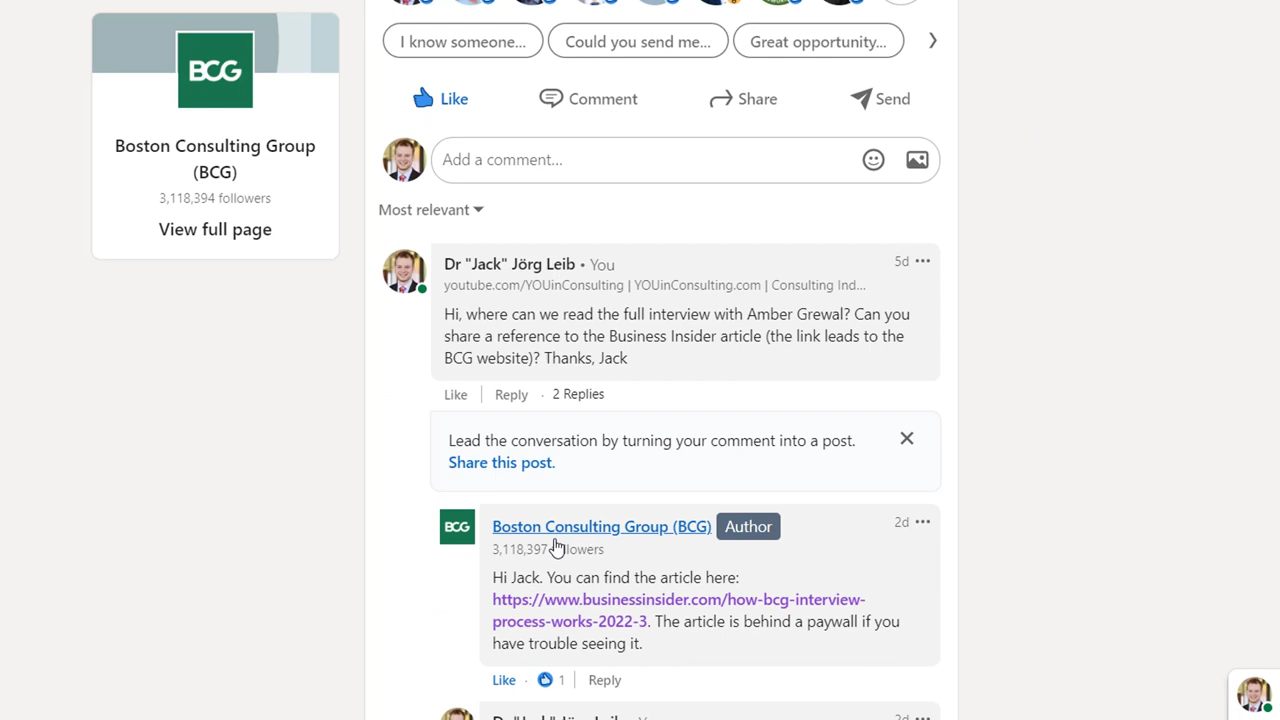 BCG
Boston Consulting Group
(BCG)
3,118,394 followers
View full page
I know someone...
Could you send me...
Great opportunity...
Like
Comment
Share
Send
Add a comment...
Most relevant
Dr "Jack" Jörg Leib • You
5d
youtube.com/YOUinConsulting | YOUinConsulting.com | Consulting Ind...
Hi, where can we read the full interview with Amber Grewal? Can you
share a reference to the Business Insider article (the link leads to the
BCG website)? Thanks, Jack
Like
Reply
· 2 Replies
Lead the conversation by turning your comment into a post.
Share this post.
BCG
Boston Consulting Group (BCG)
Author
2d
3,118,397
Hi Jack. You can find the article here:
https://www.businessinsider.com/how-bcg-interview-
process-works-2022-3. The article is behind a paywall if you
have trouble seeing it.
Like
· 1
Reply